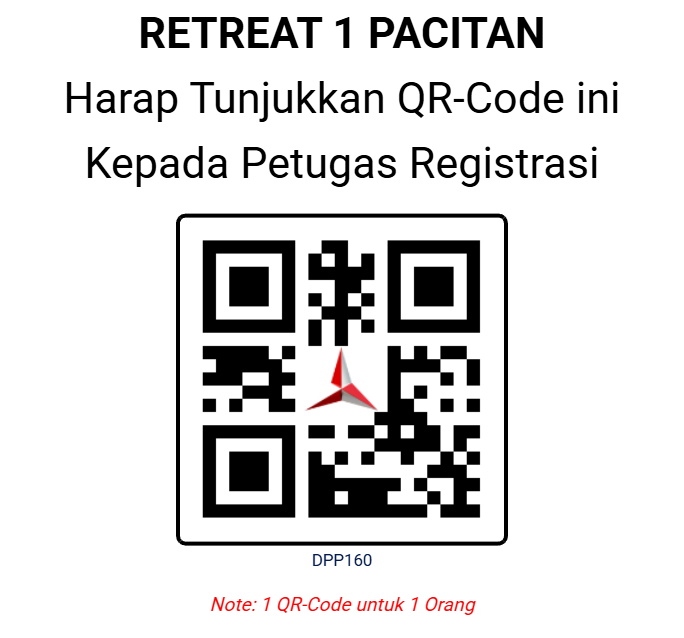 RETREAT 1 PACITAN
Harap Tunjukkan QR-Code ini
Kepada Petugas Registrasi
DPP160
Note: 1 QR-Code untuk 1 Orang